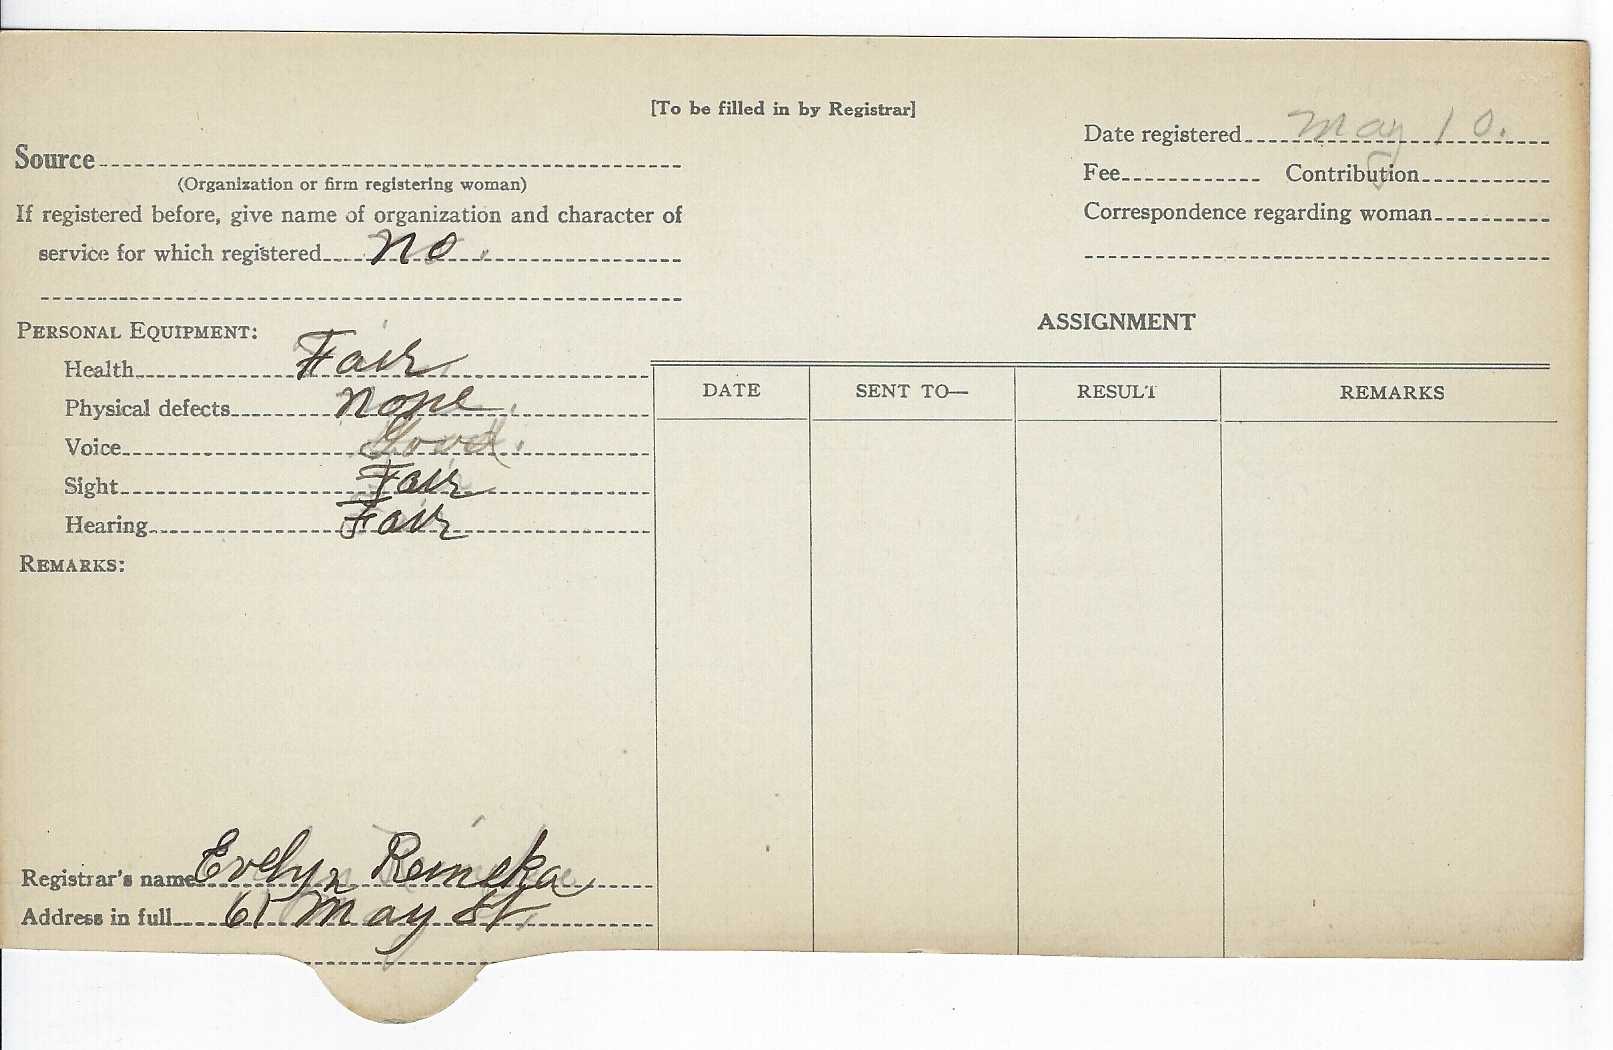 [To be filled in by Registrar]
Source
(Organization or firm registering woman)
If registered before, give name of organization and character of
service for which registered no.
PERSONAL EQUIPMENT:
Health Fair
Physical defects none.
Voice Good.
Sight Fair
Hearing Fair
REMARKS:
Registrar's name Evelyn Remeka
Address in full 61 May St.
Date registered May 10.
Fee Contribution
Correspondence regarding woman
ASSIGNMENT
DATE SENT TO— RESULT REMARKS